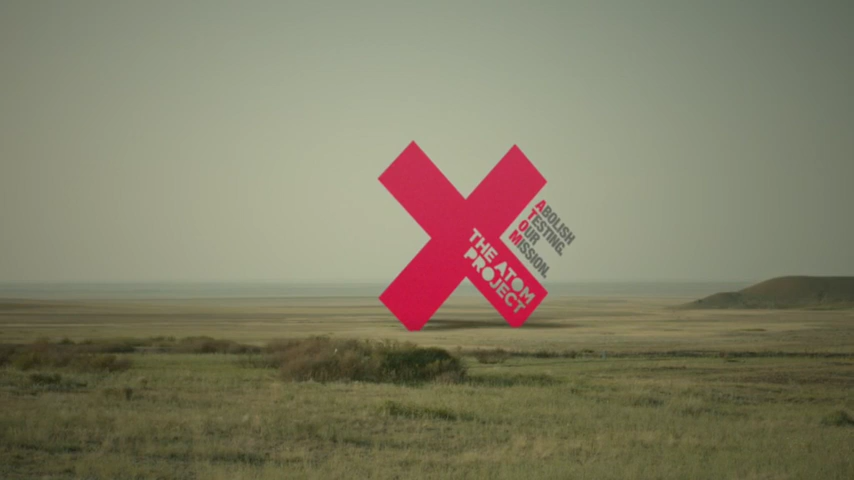 THE ATOM
PROJECT
ABOLISH
TESTING.
OUR
MISSION.